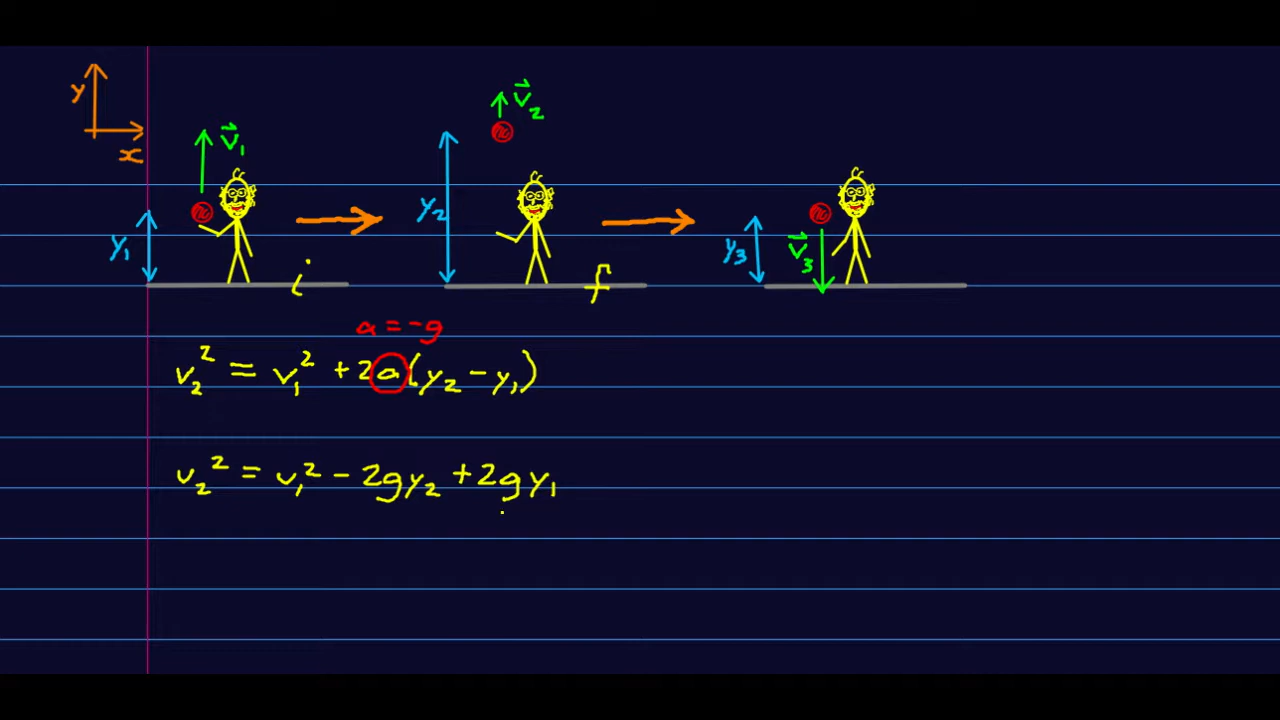 y
x
v⃗₁
y₁
i
v⃗₂
y₂
f
y₃
v⃗₃
a = -g
v₂² = v₁² + 2a(y₂ - y₁)
v₂² = v₁² - 2gy₂ + 2gy₁